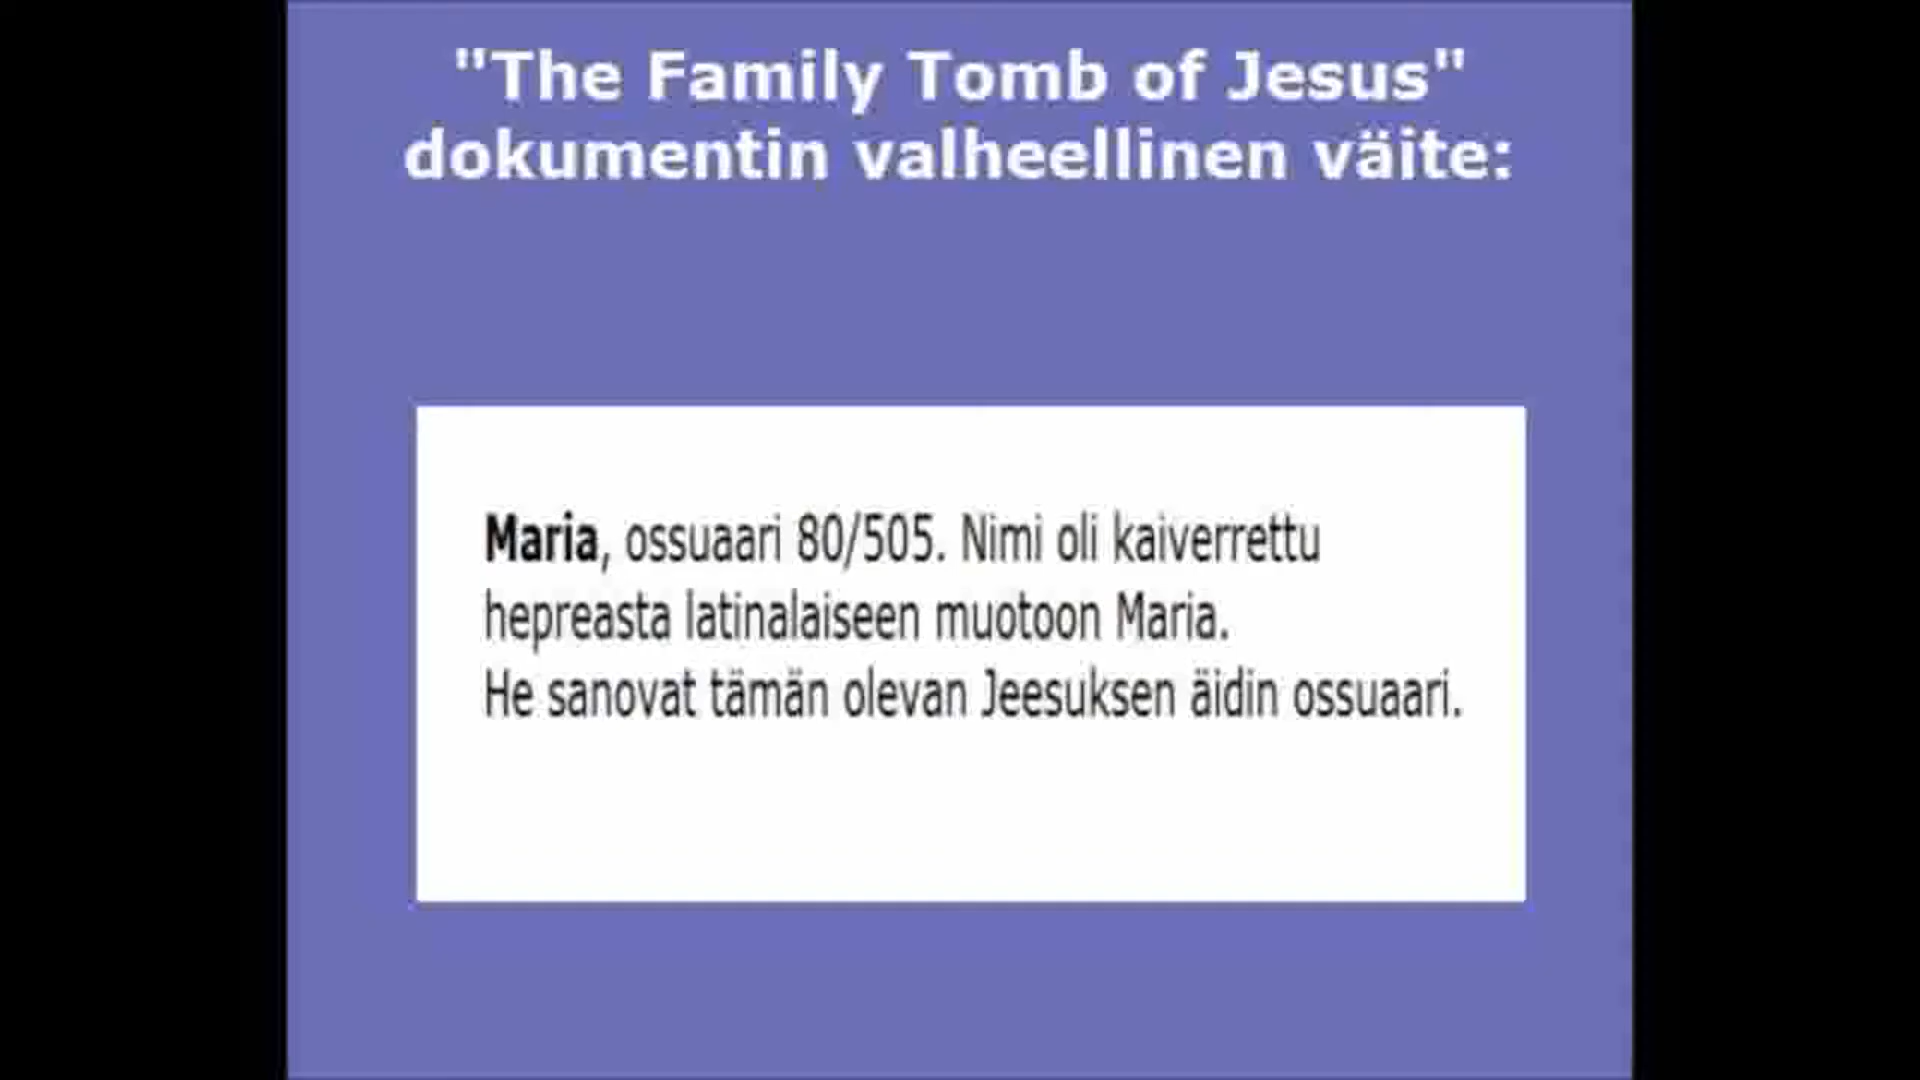 "The Family Tomb of Jesus"
dokumentin valheellinen väite:
Maria, ossuaari 80/505. Nimi oli kaiverrettu
hepreasta latinalaiseen muotoon Maria.
He sanovat tämän olevan Jeesuksen äidin ossuaari.